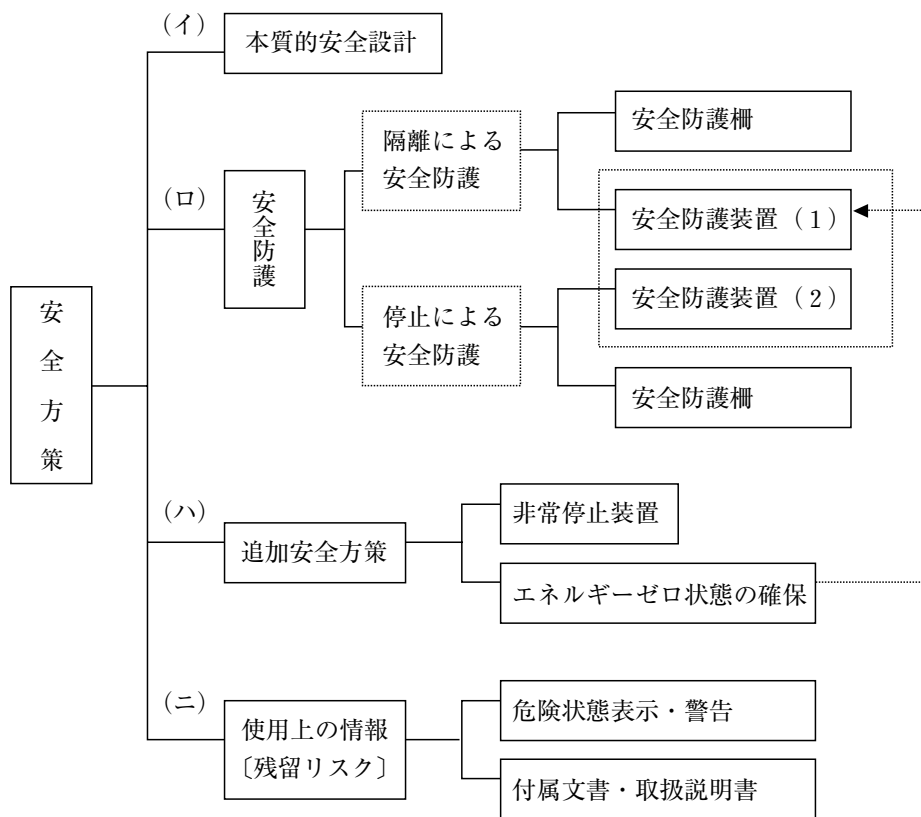 安全方策
(イ)
本質的安全設計
(ロ)
安全防護
隔離による
安全防護
安全防護柵
安全防護装置(1)
停止による
安全防護
安全防護装置(2)
安全防護柵
(ハ)
追加安全方策
非常停止装置
エネルギーゼロ状態の確保
(ニ)
使用上の情報
〔残留リスク〕
危険状態表示・警告
付属文書・取扱説明書